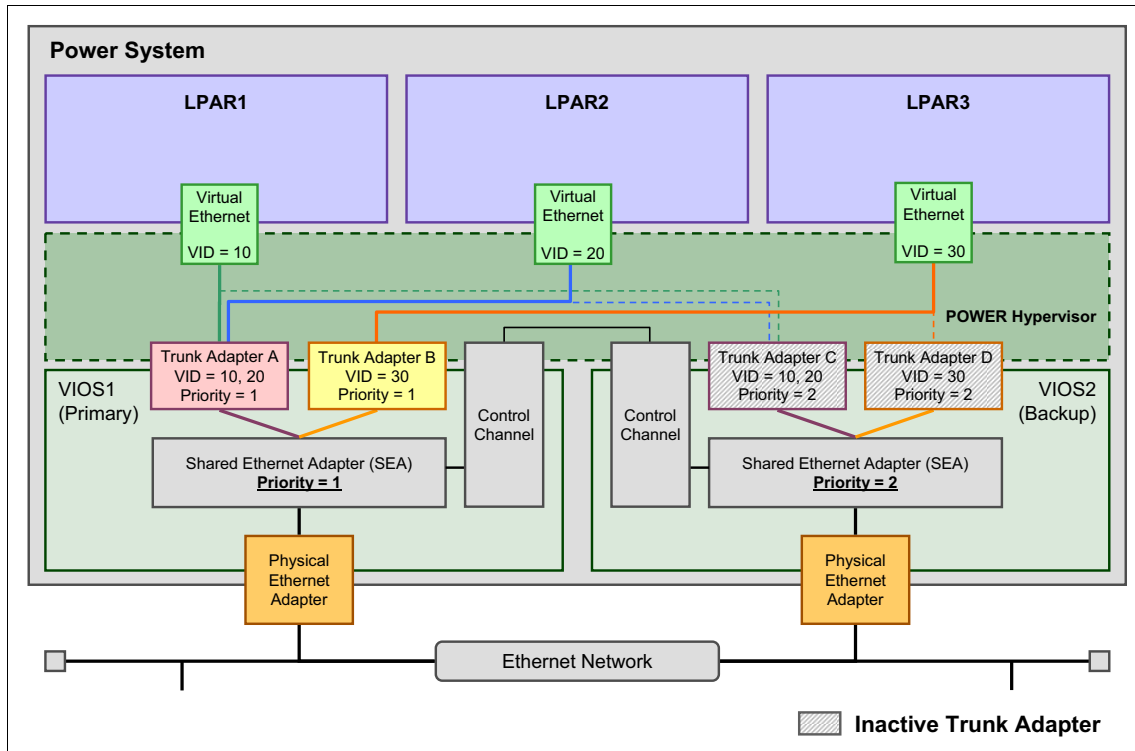 Power System
LPAR1
LPAR2
LPAR3
Virtual
Ethernet
VID = 10
Virtual
Ethernet
VID = 20
Virtual
Ethernet
VID = 30
POWER Hypervisor
Trunk Adapter A
VID = 10, 20
Priority = 1
Trunk Adapter B
VID = 30
Priority = 1
Trunk Adapter C
VID = 10, 20
Priority = 2
Trunk Adapter D
VID = 30
Priority = 2
VIOS1
(Primary)
Control
Channel
Control
Channel
VIOS2
(Backup)
Shared Ethernet Adapter (SEA)
Priority = 1
Shared Ethernet Adapter (SEA)
Priority = 2
Physical
Ethernet
Adapter
Physical
Ethernet
Adapter
Ethernet Network
Inactive Trunk Adapter